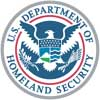 U.S. DEPARTMENT OF
HOMELAND SECURITY